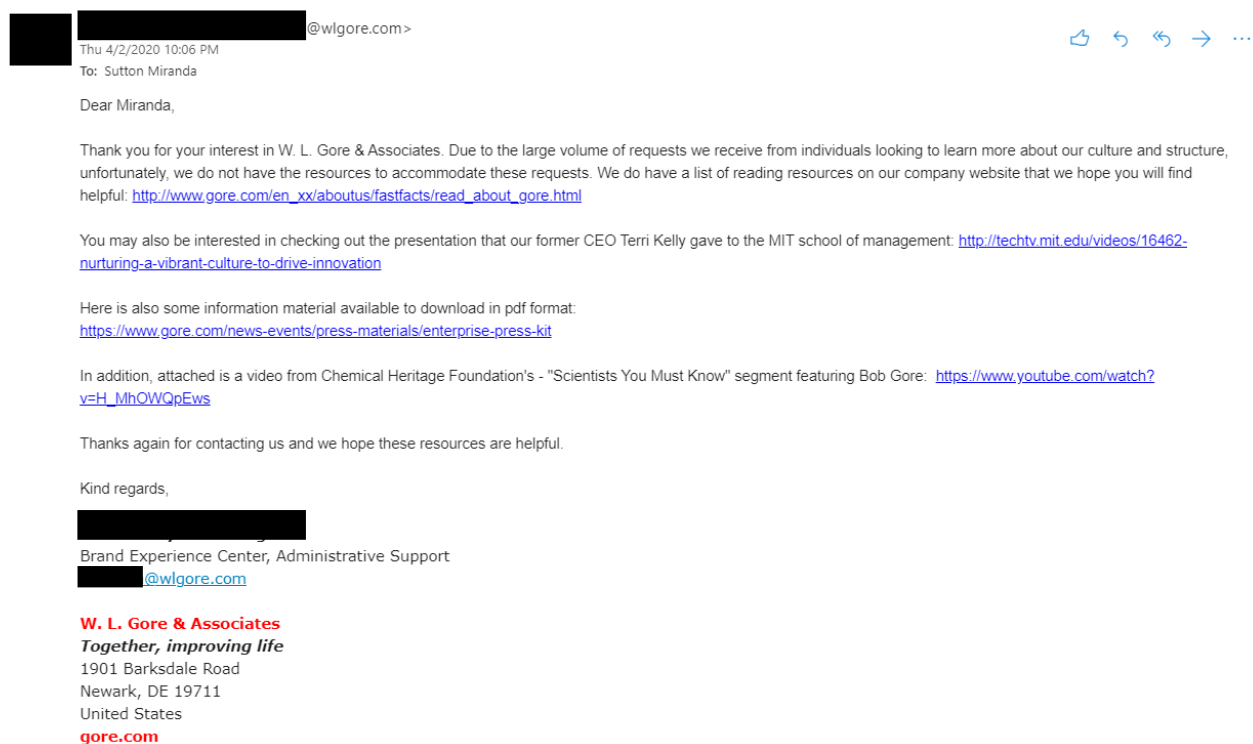 @wlgore.com>
Thu 4/2/2020 10:06 PM
To: Sutton Miranda
Dear Miranda,
Thank you for your interest in W. L. Gore & Associates. Due to the large volume of requests we receive from individuals looking to learn more about our culture and structure,
unfortunately, we do not have the resources to accommodate these requests. We do have a list of reading resources on our company website that we hope you will find
helpful: http://www.gore.com/en_xx/aboutus/fastfacts/read_about_gore.html
You may also be interested in checking out the presentation that our former CEO Terri Kelly gave to the MIT school of management: http://techtv.mit.edu/videos/16462-
nurturing-a-vibrant-culture-to-drive-innovation
Here is also some information material available to download in pdf format:
https://www.gore.com/news-events/press-materials/enterprise-press-kit
In addition, attached is a video from Chemical Heritage Foundation's - "Scientists You Must Know" segment featuring Bob Gore: https://www.youtube.com/watch?
v=H_MhOWQpEws
Thanks again for contacting us and we hope these resources are helpful.
Kind regards,
Brand Experience Center, Administrative Support
@wlgore.com
W. L. Gore & Associates
Together, improving life
1901 Barksdale Road
Newark, DE 19711
United States
gore.com